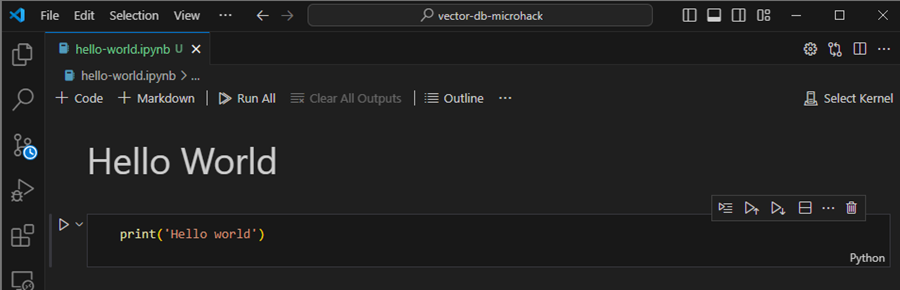 File Edit Selection View ... vector-db-microhack
hello-world.ipynb U
hello-world.ipynb > ...
+ Code + Markdown | Run All Clear All Outputs | Outline ... Select Kernel
Hello World
print('Hello world')
Python